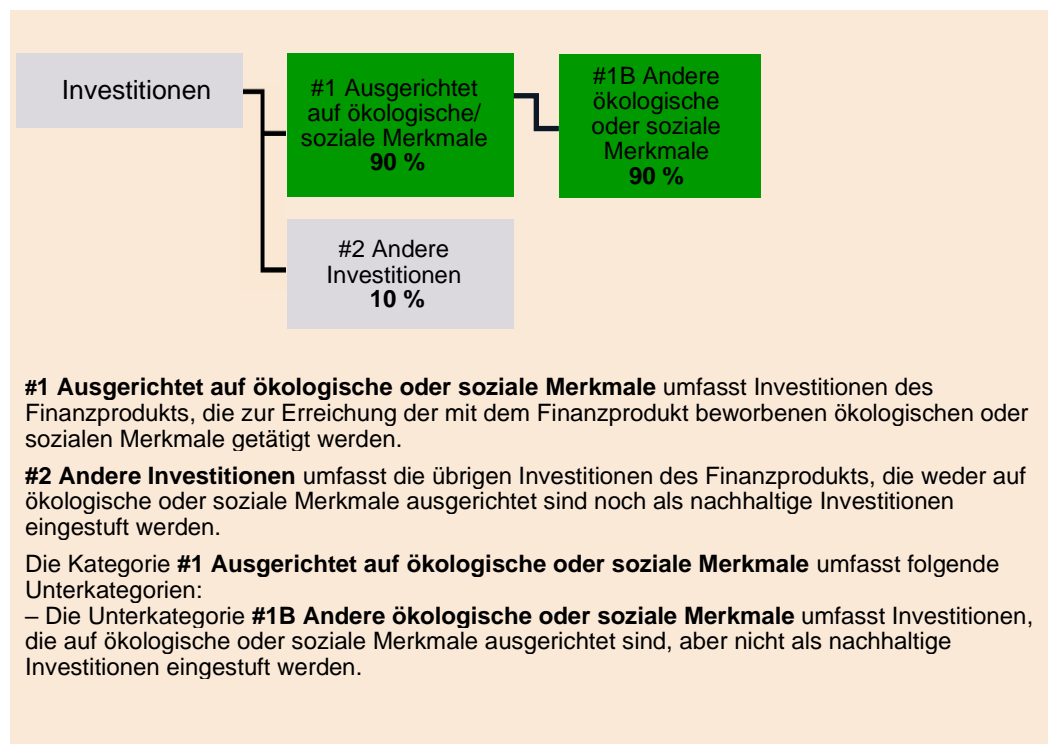 Investitionen
#1 Ausgerichtet
auf ökologische/
soziale Merkmale
90 %
#1B Andere
ökologische
oder soziale
Merkmale
90 %
#2 Andere
Investitionen
10 %
#1 Ausgerichtet auf ökologische oder soziale Merkmale umfasst Investitionen des
Finanzprodukts, die zur Erreichung der mit dem Finanzprodukt beworbenen ökologischen oder
sozialen Merkmale getätigt werden.
#2 Andere Investitionen umfasst die übrigen Investitionen des Finanzprodukts, die weder auf
ökologische oder soziale Merkmale ausgerichtet sind noch als nachhaltige Investitionen
eingestuft werden.
Die Kategorie #1 Ausgerichtet auf ökologische oder soziale Merkmale umfasst folgende
Unterkategorien:
– Die Unterkategorie #1B Andere ökologische oder soziale Merkmale umfasst Investitionen,
die auf ökologische oder soziale Merkmale ausgerichtet sind, aber nicht als nachhaltige
Investitionen eingestuft werden.